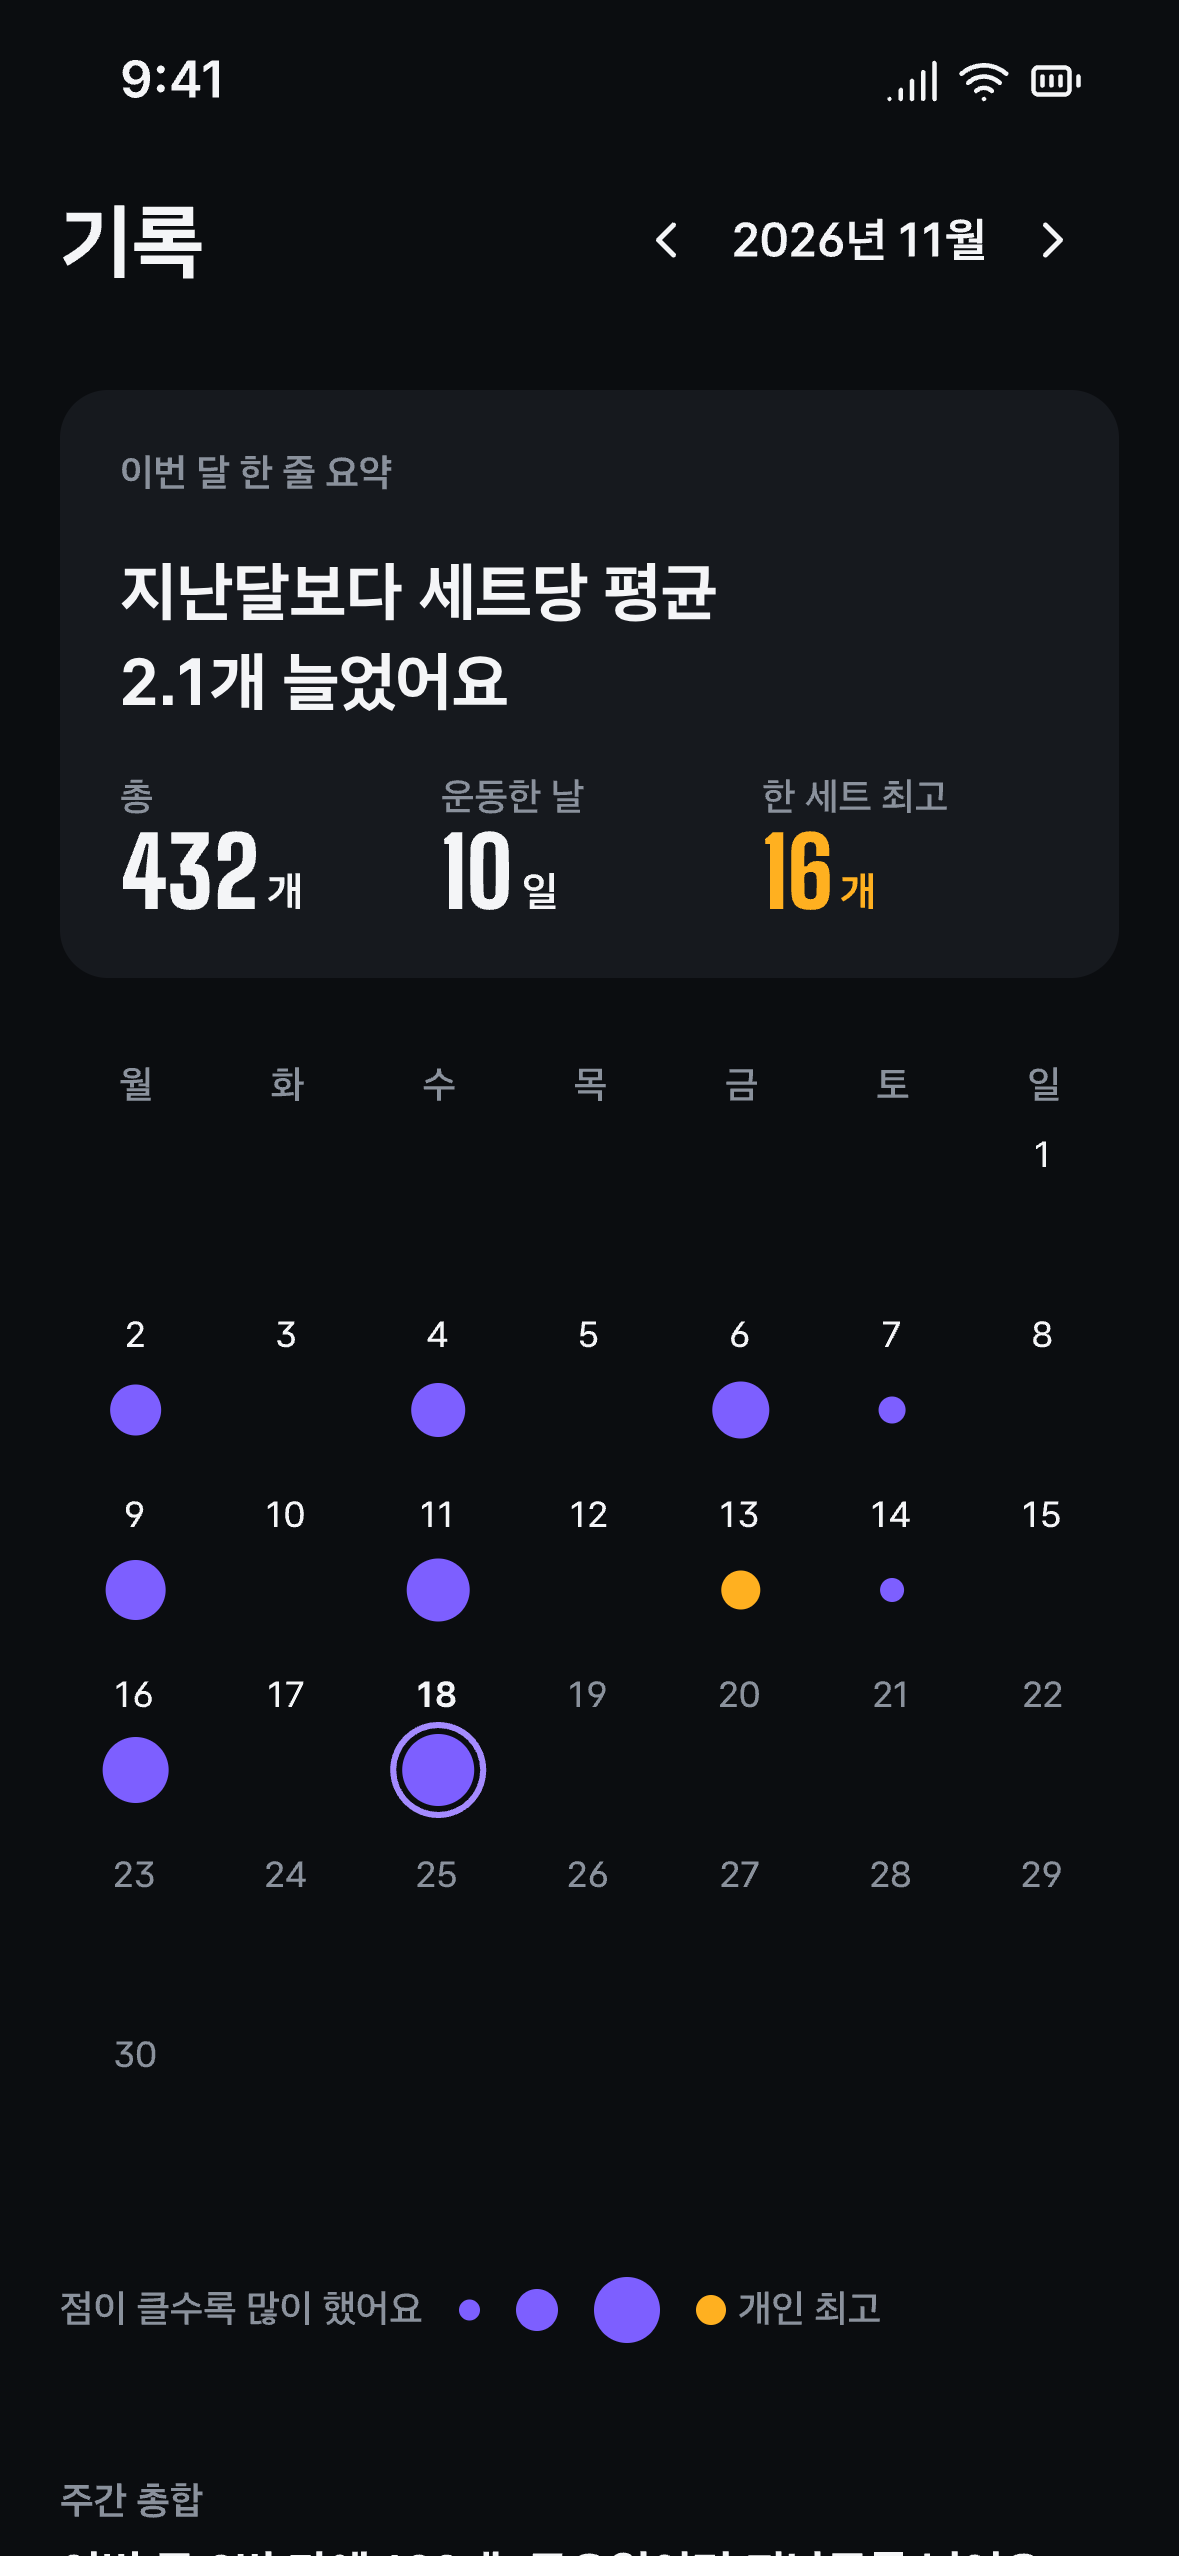 9:41
기록
2026년 11월
이번 달 한 줄 요약
지난달보다 세트당 평균
2.1개 늘었어요
총 운동한 날 한 세트 최고
432개 10일 16개
월 화 수 목 금 토 일
1
2 3 4 5 6 7 8
9 10 11 12 13 14 15
16 17 18 19 20 21 22
23 24 25 26 27 28 29
30
점이 클수록 많이 했어요 개인 최고
주간 총합